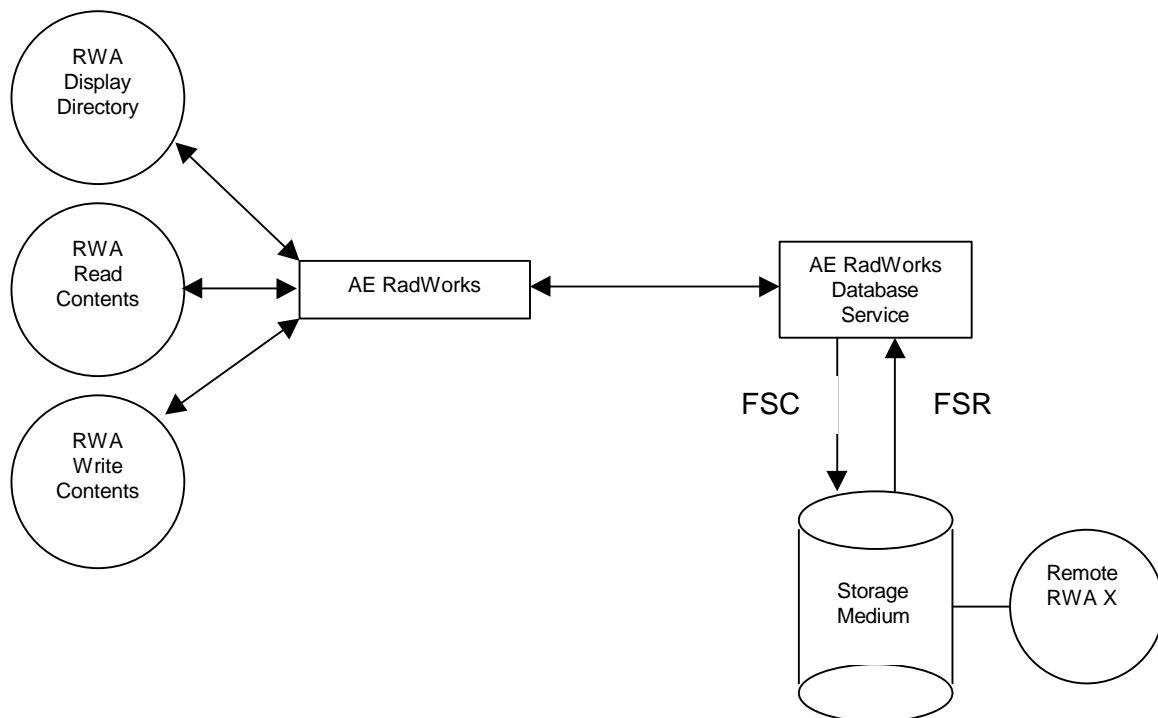 RWA
Display
Directory
RWA
Read
Contents
RWA
Write
Contents
AE RadWorks
AE RadWorks
Database
Service
FSC
FSR
Storage
Medium
Remote
RWA X